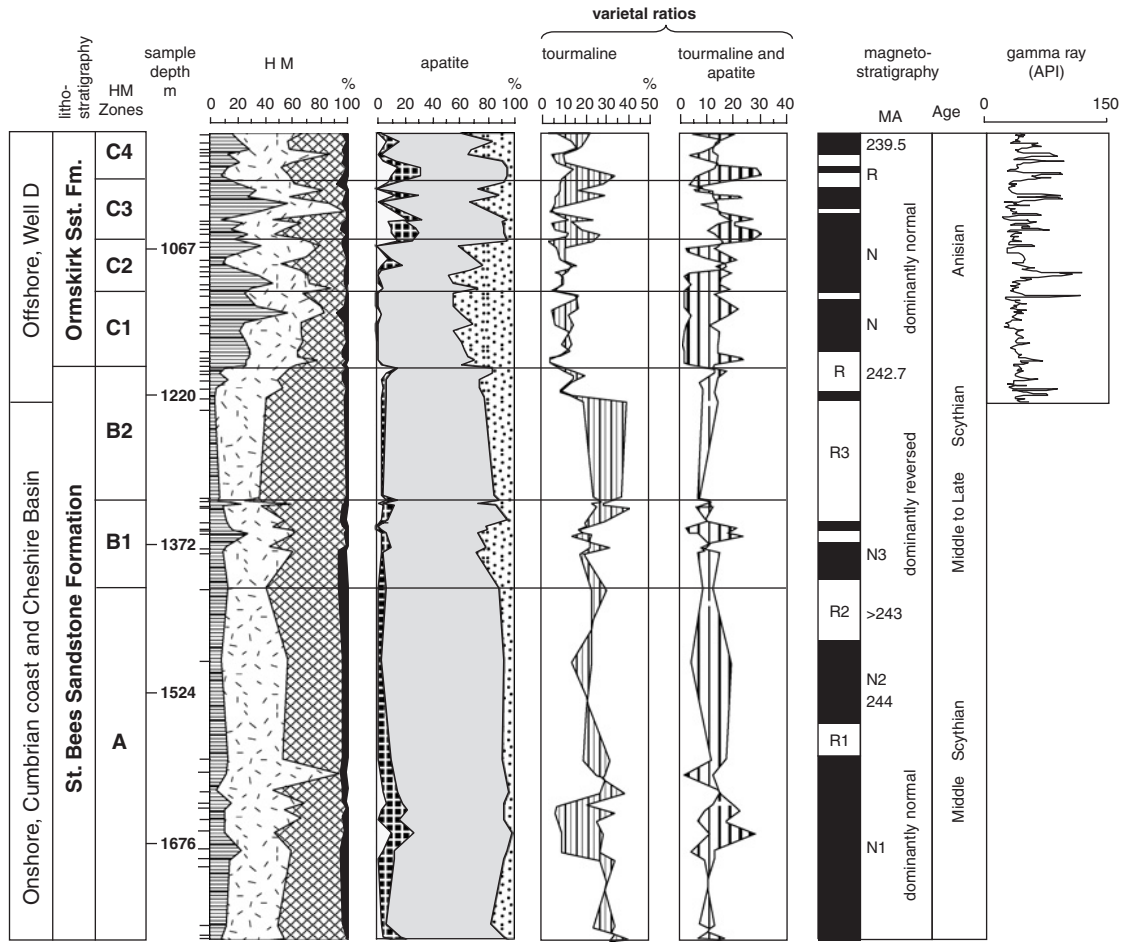 varietal ratios
litho-
stratigraphy
HM
Zones
sample
depth
m
H M
%
0 20 40 60 80 100
apatite
%
0 20 40 60 80 100
tourmaline
%
0 10 20 30 40 50
tourmaline and
apatite
0 10 20 30 40
magneto-
stratigraphy
MA
Age
gamma ray
(API)
0 150
Offshore, Well D
Onshore, Cumbrian coast and Cheshire Basin
Ormskirk Sst. Fm.
St. Bees Sandstone Formation
C4
C3
C2
C1
B2
B1
A
1067
1220
1372
1524
1676
R
R3
R2
R1
239.5
R
N
N
242.7
N3
>243
N2
244
N1
dominantly normal
dominantly reversed
dominantly normal
Anisian
Scythian
Middle to Late
Scythian
Middle